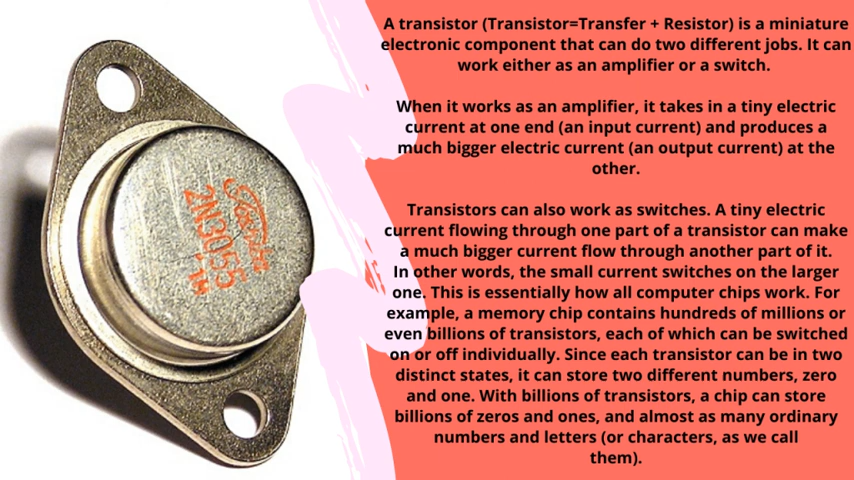 A transistor (Transistor=Transfer + Resistor) is a miniature
electronic component that can do two different jobs. It can
work either as an amplifier or a switch.
When it works as an amplifier, it takes in a tiny electric
current at one end (an input current) and produces a
much bigger electric current (an output current) at the
other.
Transistors can also work as switches. A tiny electric
current flowing through one part of a transistor can make
a much bigger current flow through another part of it.
In other words, the small current switches on the larger
one. This is essentially how all computer chips work. For
example, a memory chip contains hundreds of millions or
even billions of transistors, each of which can be switched
on or off individually. Since each transistor can be in two
distinct states, it can store two different numbers, zero
and one. With billions of transistors, a chip can store
billions of zeros and ones, and almost as many ordinary
numbers and letters (or characters, as we call
them).
2N3055